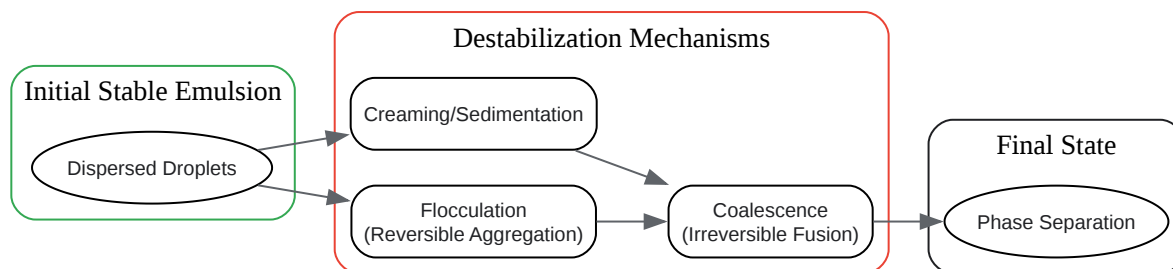 Destabilization Mechanisms
Initial Stable Emulsion
Creaming/Sedimentation
Final State
Dispersed Droplets
Flocculation
(Reversible Aggregation)
Coalescence
(Irreversible Fusion)
Phase Separation